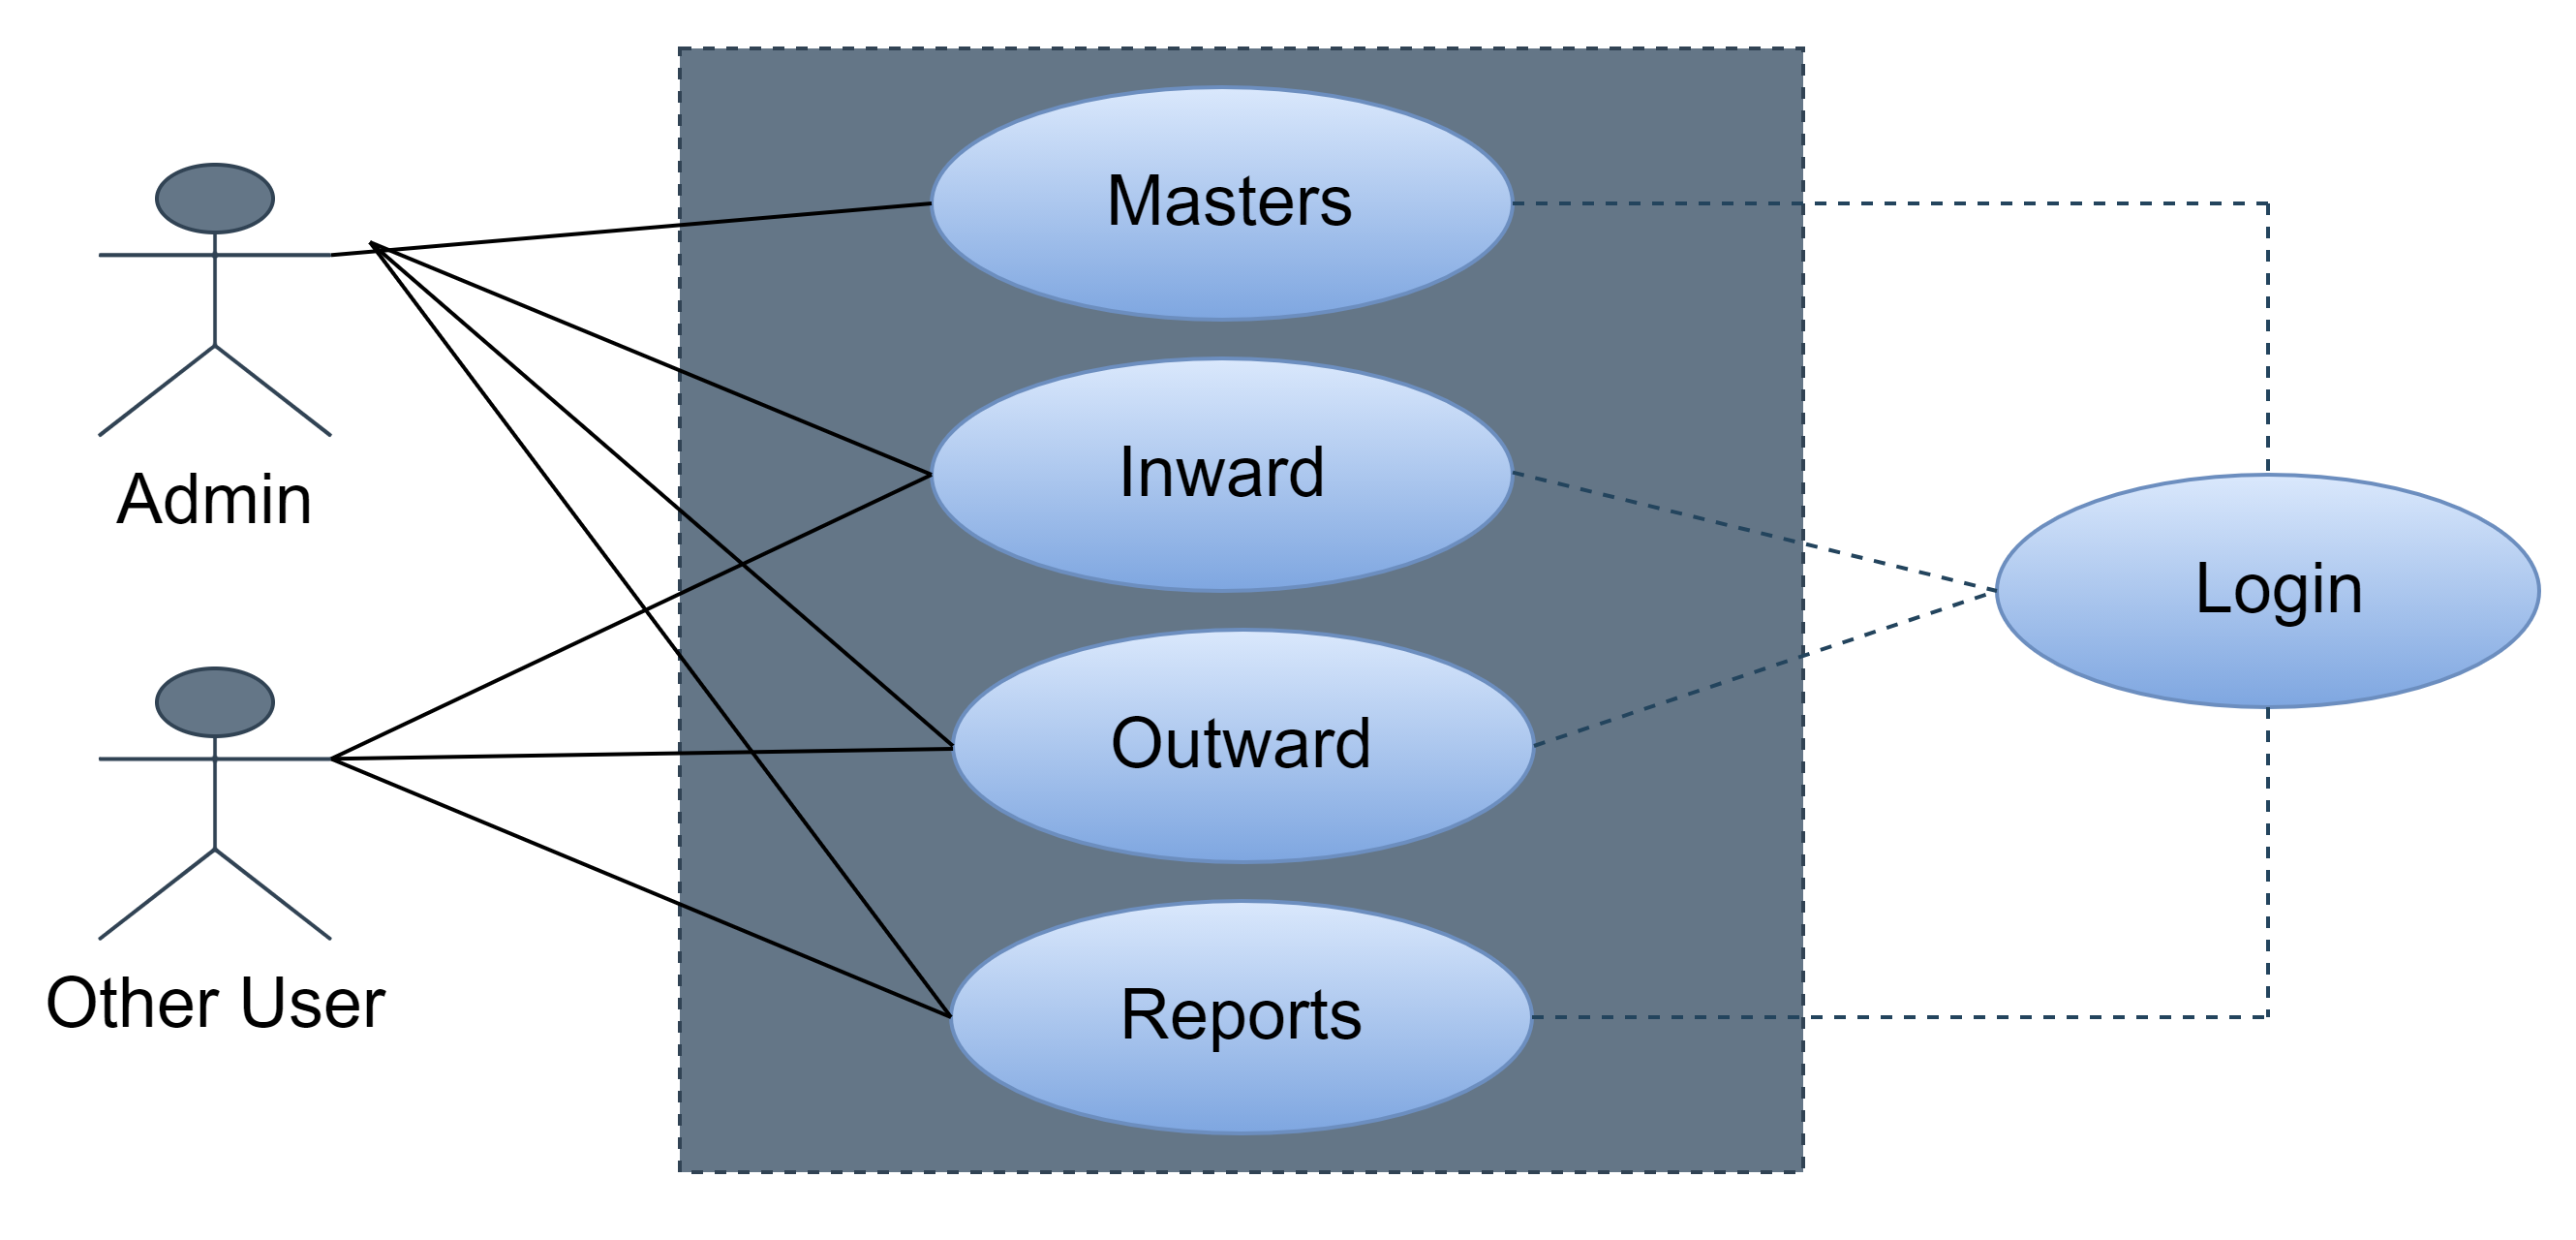 Masters
Admin
Inward
Login
Outward
Other User
Reports